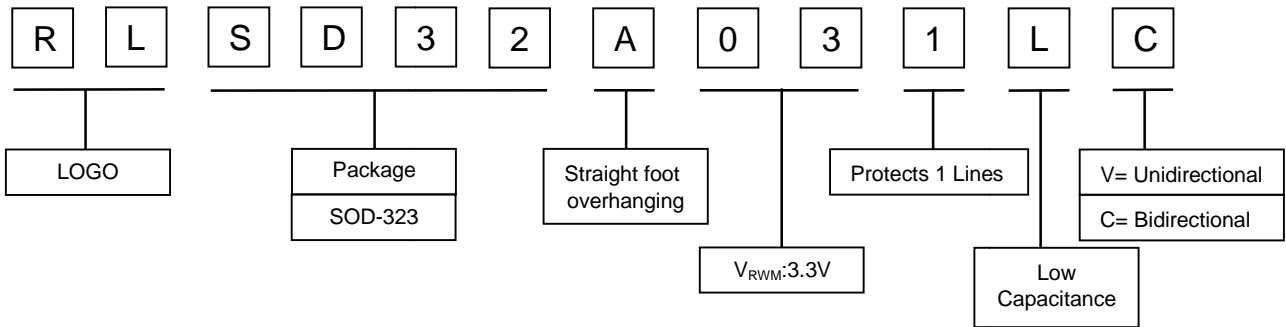 R L S D 3 2 A 0 3 1 L C
LOGO
Package
SOD-323
Straight foot
overhanging
V_RWM:3.3V
Protects 1 Lines
Low
Capacitance
V= Unidirectional
C= Bidirectional